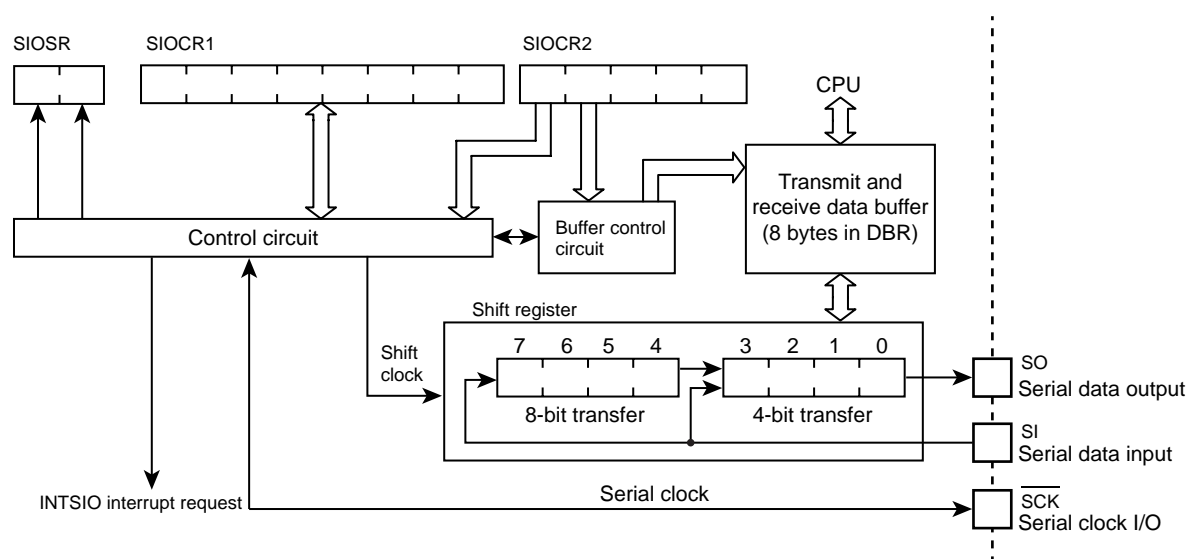 SIOSR
SIOCR1
SIOCR2
CPU
Transmit and
receive data buffer
(8 bytes in DBR)
Buffer control
circuit
Control circuit
Shift register
7 6 5 4 3 2 1 0
Shift
clock
8-bit transfer
4-bit transfer
SO
Serial data output
SI
Serial data input
INTSIO interrupt request
Serial clock
SCK
Serial clock I/O